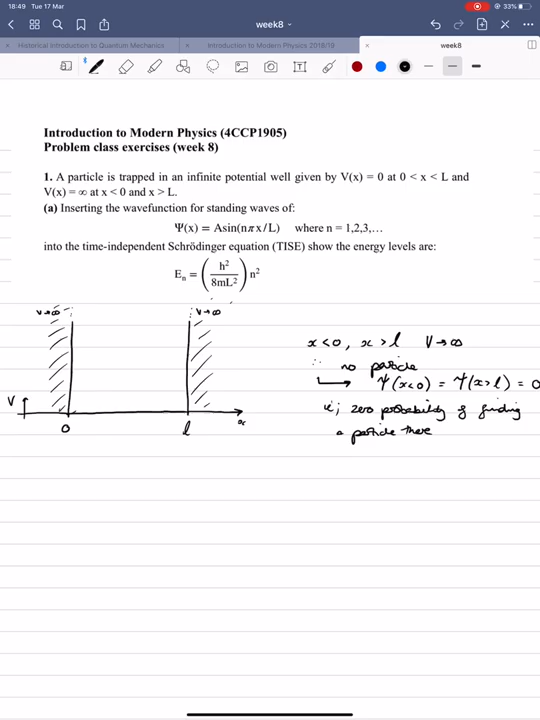 18:49 Tue 17 Mar
33%
week8
Historical Introduction to Quantum Mechanics
Introduction to Modern Physics 2018/19
week8
Introduction to Modern Physics (4CCP1905)
Problem class exercises (week 8)
1. A particle is trapped in an infinite potential well given by V(x) = 0 at 0 < x < L and
V(x) = ∞ at x < 0 and x > L.
(a) Inserting the wavefunction for standing waves of:
Ψ(x) = Asin(nπx/L) where n = 1,2,3,…
into the time-independent Schrödinger equation (TISE) show the energy levels are:
Eₙ = (h²/8mL²) n²
V→∞
V→∞
x<0, x>l V→∞
∴ no particle
Ψ(x<0) = Ψ(x>l) = 0
ie; zero probability of finding
a particle there
V
0
l
x